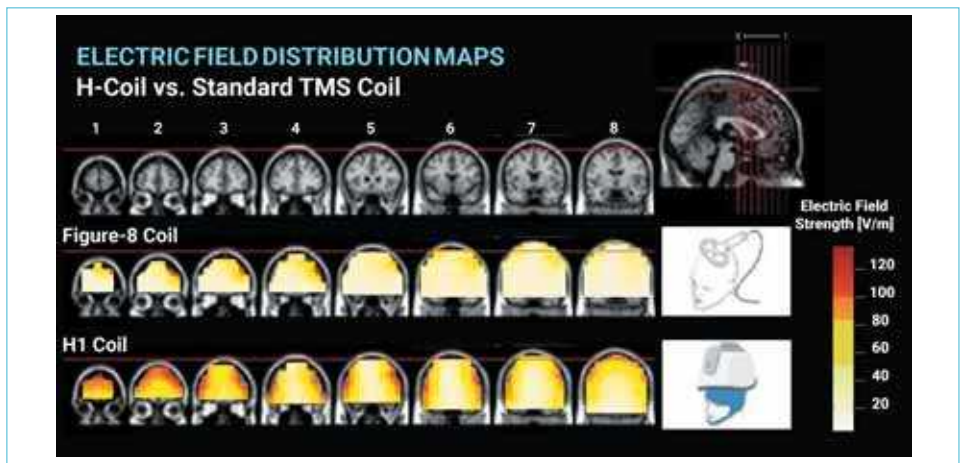 ELECTRIC FIELD DISTRIBUTION MAPS
H-Coil vs. Standard TMS Coil
1 2 3 4 5 6 7 8
Figure-8 Coil
H1 Coil
Electric Field
Strength [V/m]
120
100
80
60
40
20